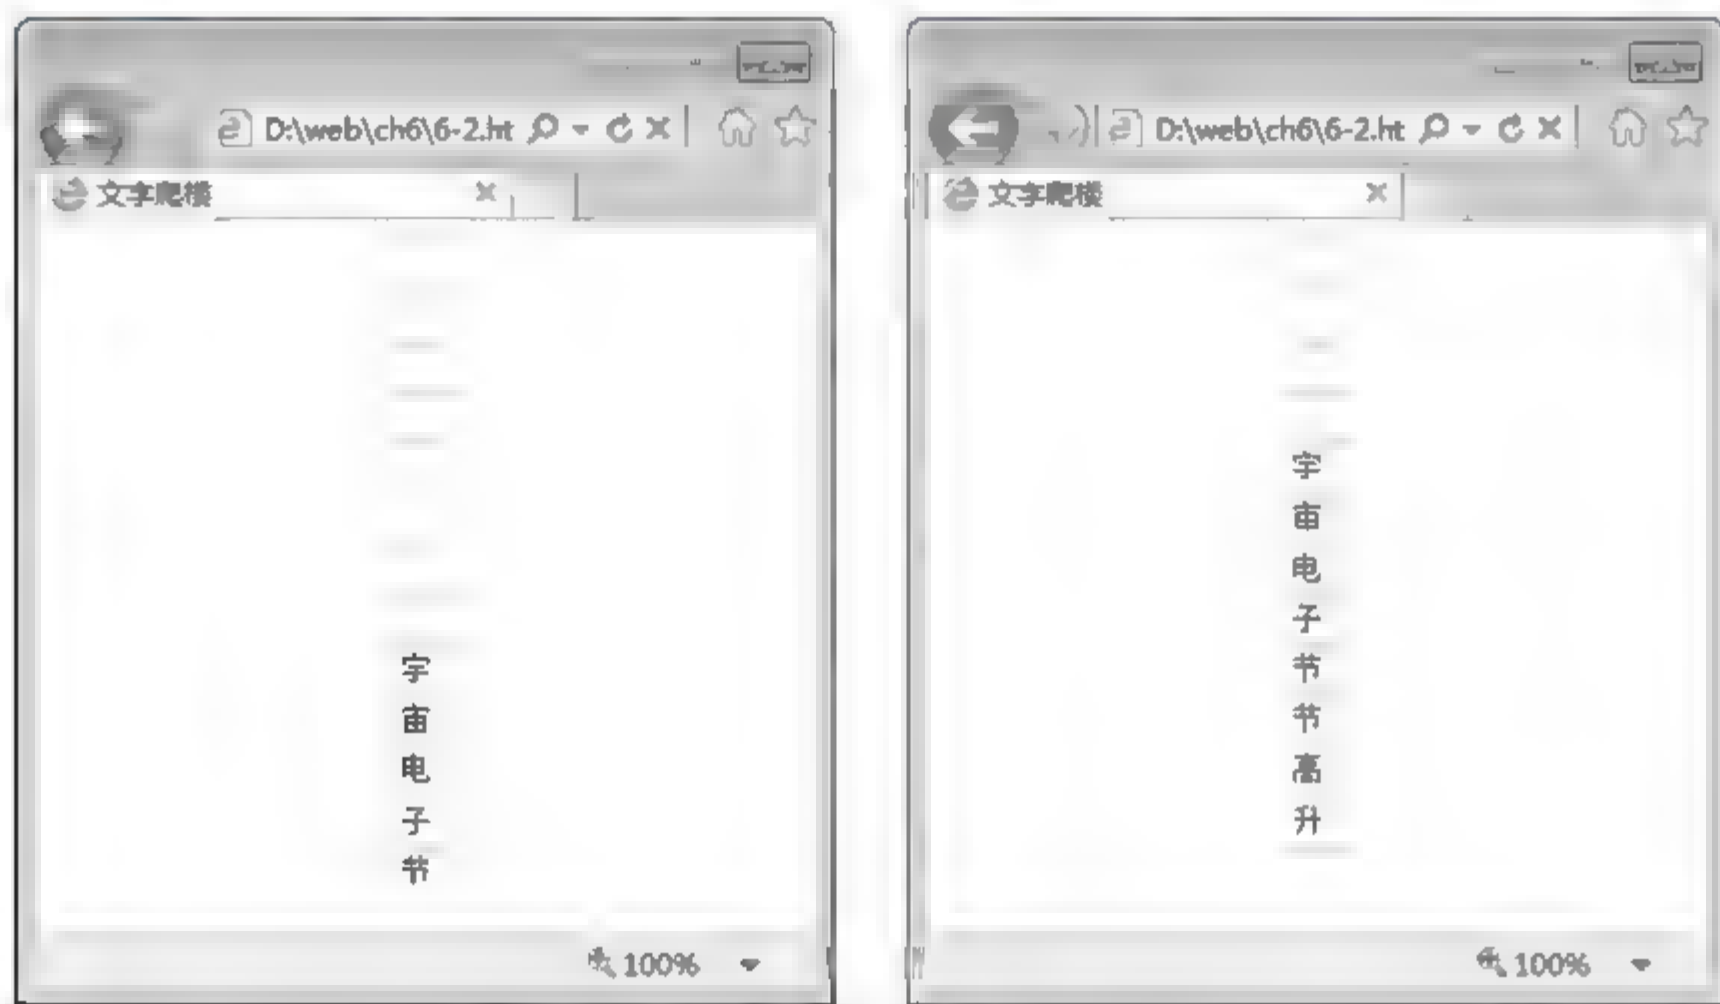 D:\web\ch6\6-2.ht
文字爬楼
宇
宙
电
子
节
100%
D:\web\ch6\6-2.ht
文字爬楼
宇
宙
电
子
节
节
高
升
100%